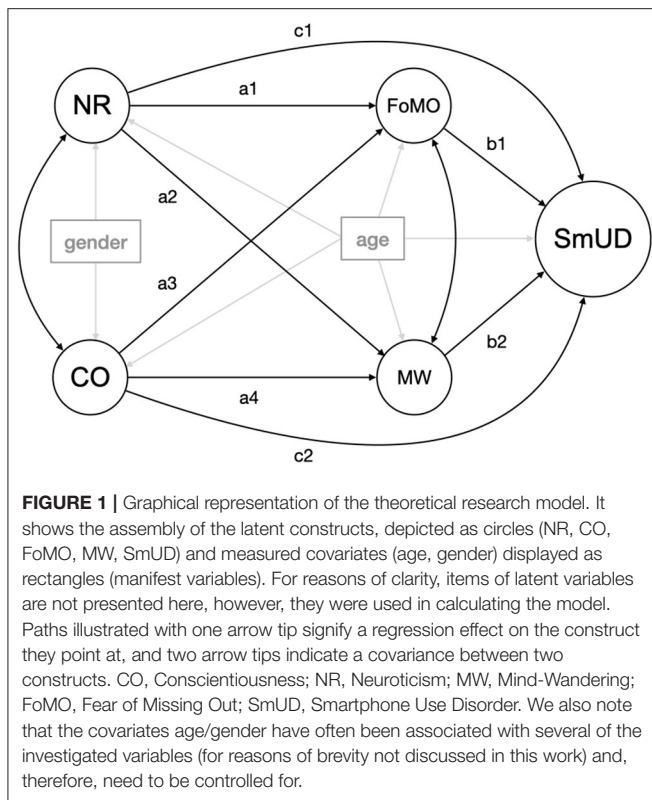 c1
NR
a1
FoMO
b1
a2
gender
age
SmUD
a3
b2
CO
a4
MW
c2
FIGURE 1 | Graphical representation of the theoretical research model. It
shows the assembly of the latent constructs, depicted as circles (NR, CO,
FoMO, MW, SmUD) and measured covariates (age, gender) displayed as
rectangles (manifest variables). For reasons of clarity, items of latent variables
are not presented here, however, they were used in calculating the model.
Paths illustrated with one arrow tip signify a regression effect on the construct
they point at, and two arrow tips indicate a covariance between two
constructs. CO, Conscientiousness; NR, Neuroticism; MW, Mind-Wandering;
FoMO, Fear of Missing Out; SmUD, Smartphone Use Disorder. We also note
that the covariates age/gender have often been associated with several of the
investigated variables (for reasons of brevity not discussed in this work) and,
therefore, need to be controlled for.